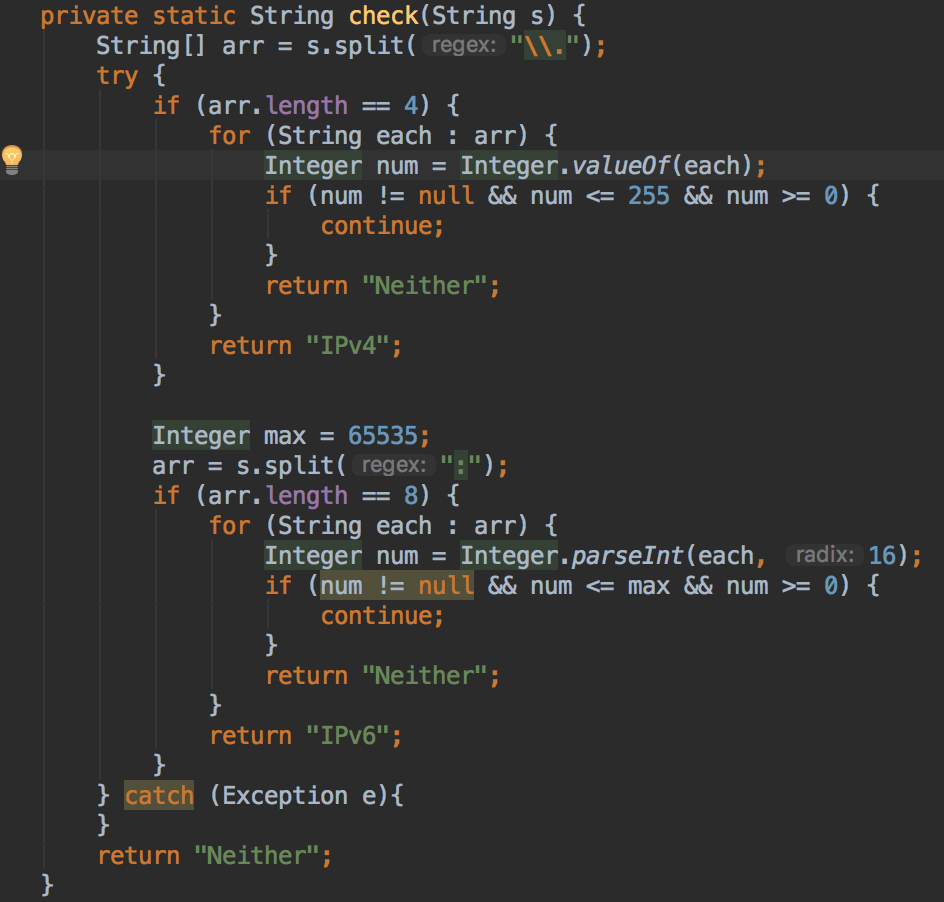 private static String check(String s) {
    String[] arr = s.split( regex: "\\.");
    try {
        if (arr.length == 4) {
            for (String each : arr) {
                Integer num = Integer.valueOf(each);
                if (num != null && num <= 255 && num >= 0) {
                    continue;
                }
                return "Neither";
            }
            return "IPv4";
        }

        Integer max = 65535;
        arr = s.split( regex: ":");
        if (arr.length == 8) {
            for (String each : arr) {
                Integer num = Integer.parseInt(each, radix: 16);
                if (num != null && num <= max && num >= 0) {
                    continue;
                }
                return "Neither";
            }
            return "IPv6";
        }
    } catch (Exception e){
    }
    return "Neither";
}